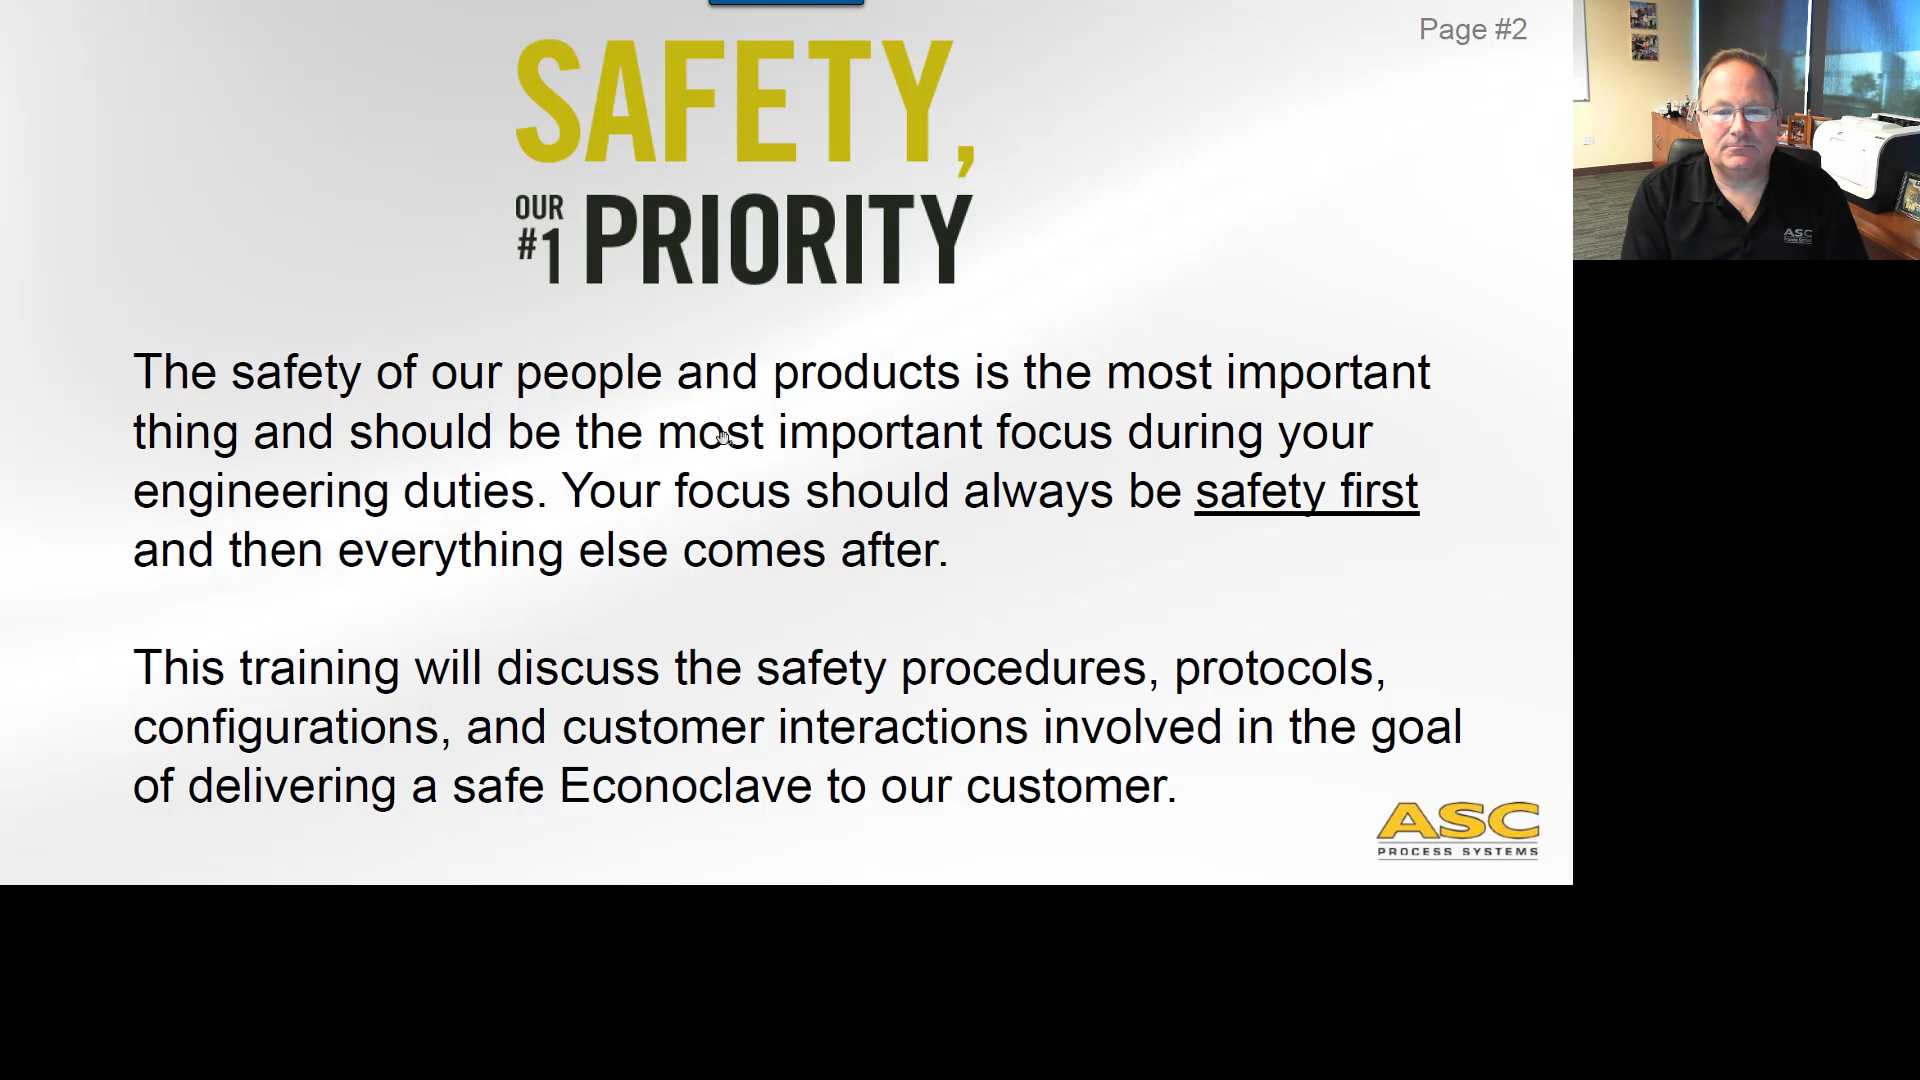 Page #2
SAFETY,
OUR
#1 PRIORITY
The safety of our people and products is the most important
thing and should be the most important focus during your
engineering duties. Your focus should always be safety first
and then everything else comes after.
This training will discuss the safety procedures, protocols,
configurations, and customer interactions involved in the goal
of delivering a safe Econoclave to our customer.
ASC
PROCESS SYSTEMS
ASC
Process Systems